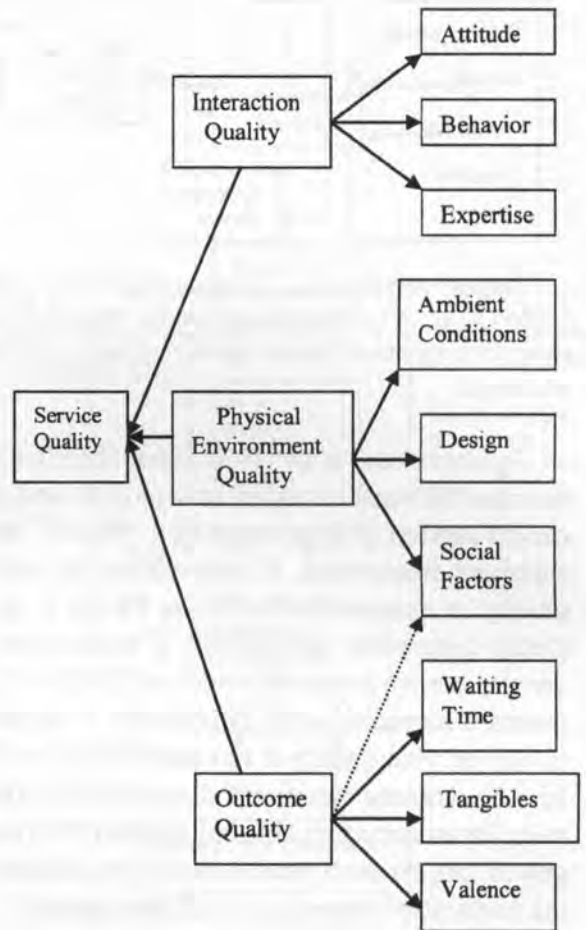 Attitude
Interaction
Quality
Behavior
Expertise
Ambient
Conditions
Service
Quality
Physical
Environment
Quality
Design
Social
Factors
Waiting
Time
Outcome
Quality
Tangibles
Valence